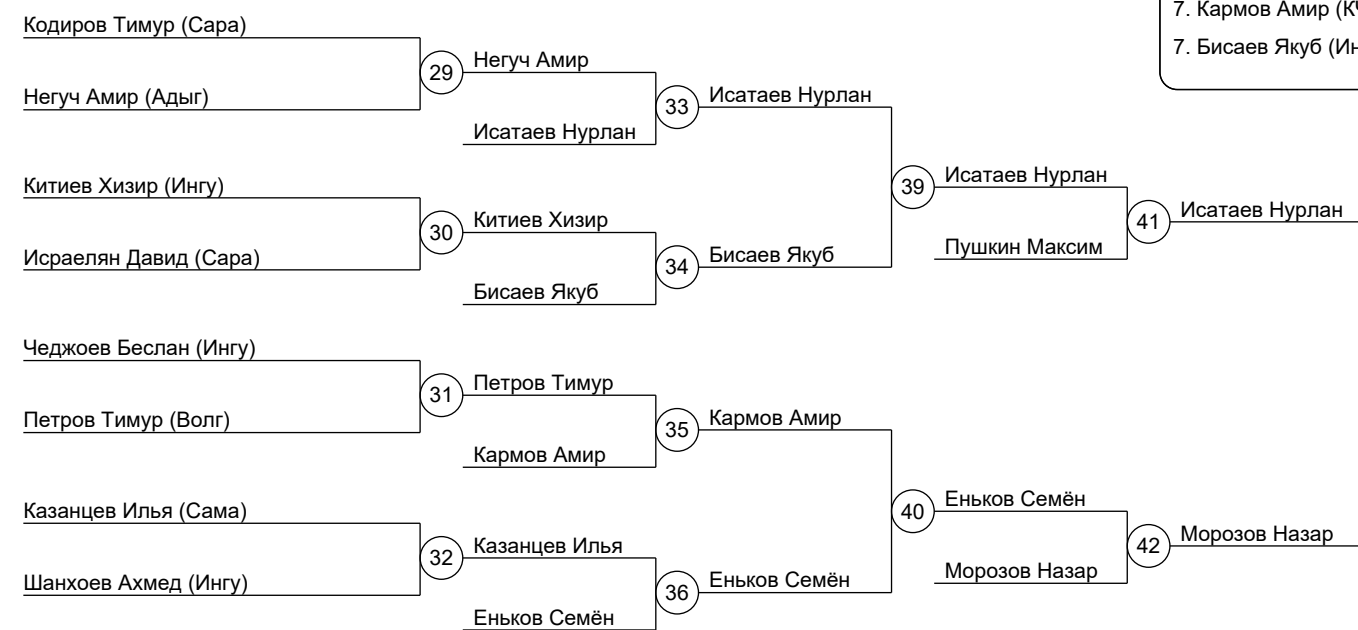 Кодиров Тимур (Сара)
Негуч Амир (Адыг)
Китиев Хизир (Ингу)
Исраелян Давид (Сара)
Чеджоев Беслан (Ингу)
Петров Тимур (Волг)
Казанцев Илья (Сама)
Шанхоев Ахмед (Ингу)
29
30
31
32
Негуч Амир
Исатаев Нурлан
Китиев Хизир
Бисаев Якуб
Петров Тимур
Кармов Амир
Казанцев Илья
Еньков Семён
33
34
35
36
Исатаев Нурлан
Бисаев Якуб
Кармов Амир
Еньков Семён
39
40
Исатаев Нурлан
Пушкин Максим
Еньков Семён
Морозов Назар
41
42
Исатаев Нурлан
Морозов Назар
7. Кармов Амир
7. Бисаев Якуб